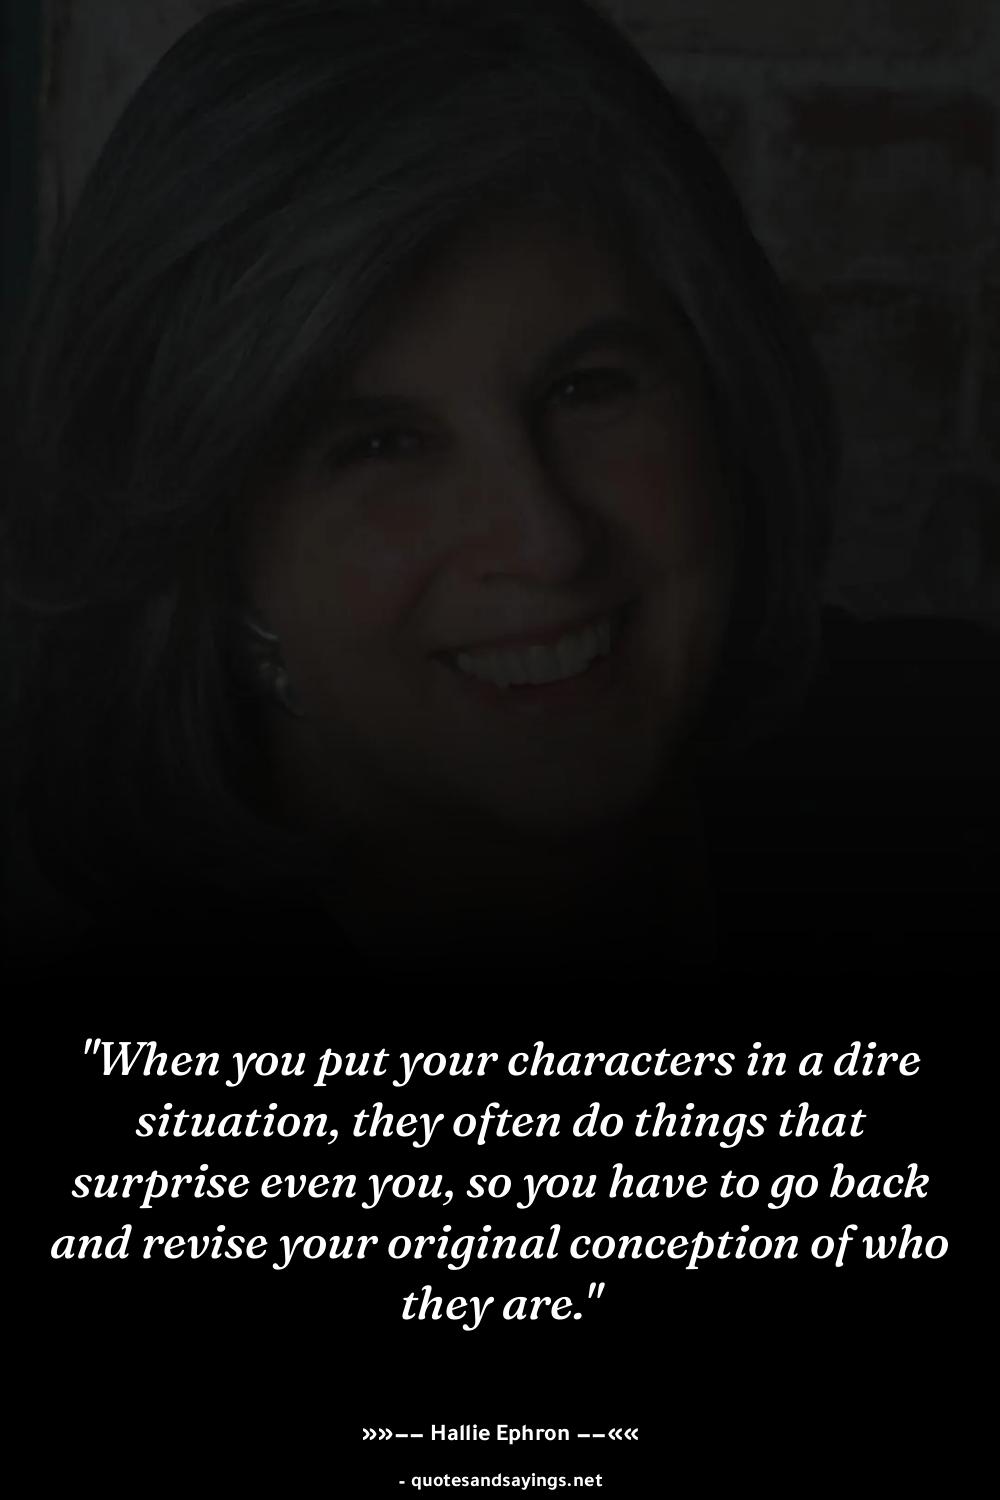 "When you put your characters in a dire
situation, they often do things that
surprise even you, so you have to go back
and revise your original conception of who
they are."
»»–– Hallie Ephron ––««
- quotesandsayings.net